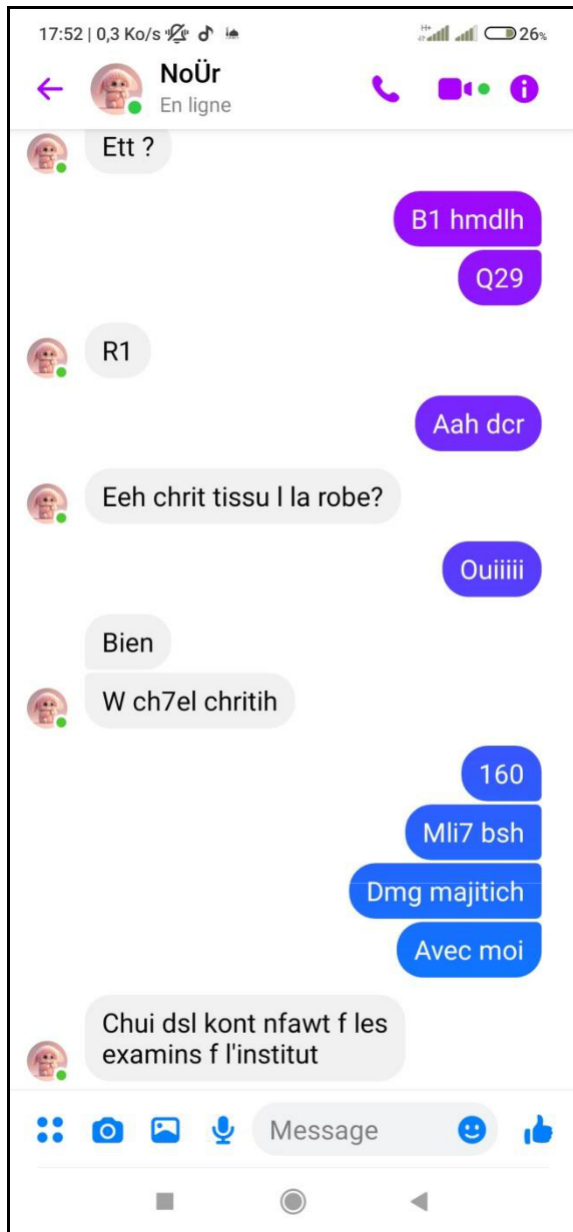 17:52 | 0,3 Ko/s
H+
26%
NoÜr
En ligne
Ett ?
B1 hmdlh
Q29
R1
Aah dcr
Eeh chrit tissu l la robe?
Ouiiiii
Bien
W ch7el chritih
160
Mli7 bsh
Dmg majitich
Avec moi
Chui dsl kont nfawt f les
examins f l'institut
Message